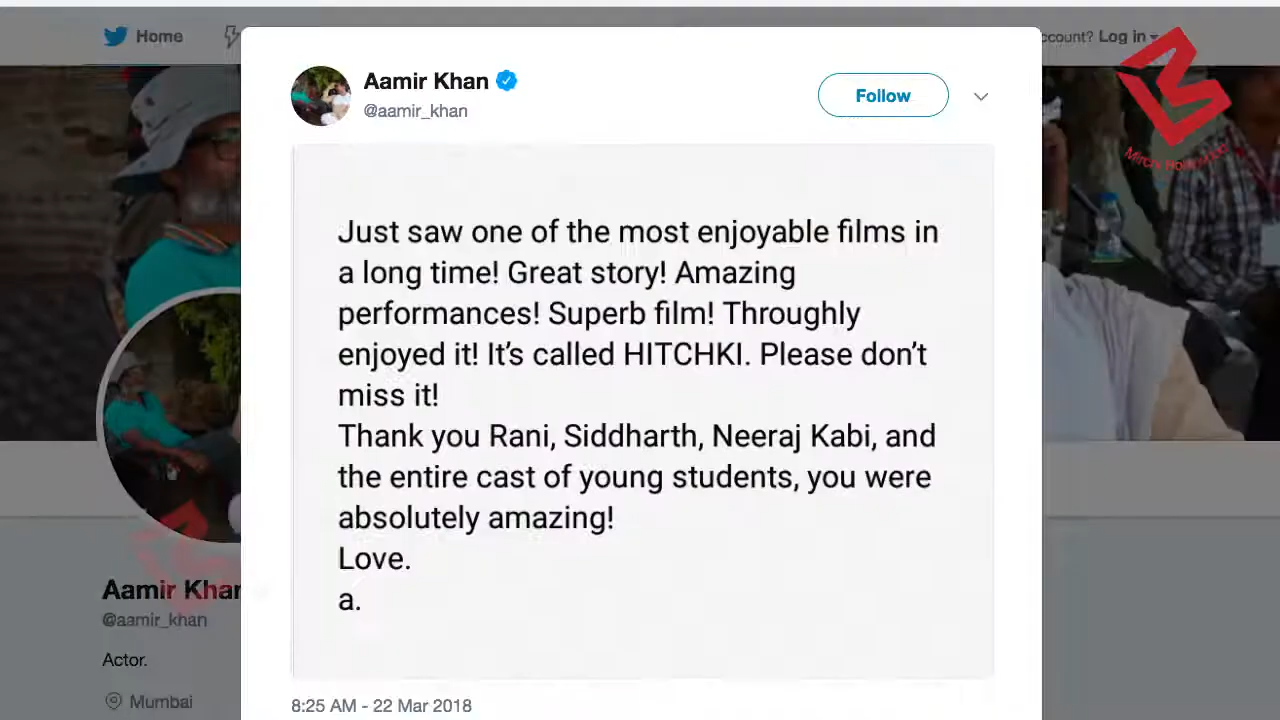 Home
ccount? Log in
Aamir Khan
@aamir_khan
Follow
Just saw one of the most enjoyable films in
a long time! Great story! Amazing
performances! Superb film! Throughly
enjoyed it! It's called HITCHKI. Please don't
miss it!
Thank you Rani, Siddharth, Neeraj Kabi, and
the entire cast of young students, you were
absolutely amazing!
Love.
a.
8:25 AM - 22 Mar 2018
Aamir Khan
@aamir_khan
Actor.
Mumbai